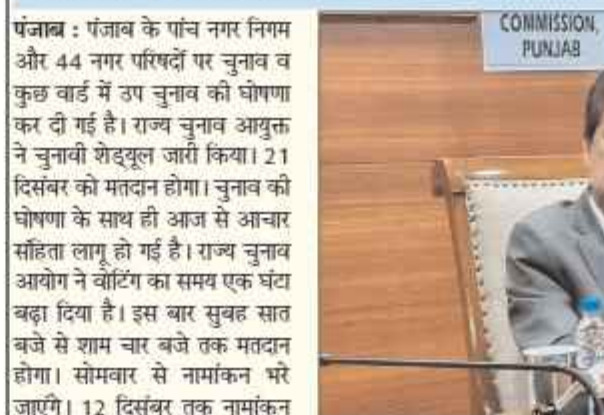 COMMISSION,
PUNJAB
पंजाब : पंजाब के पांच नगर निगम
और 44 नगर परिषदों पर चुनाव व
कुछ वार्ड में उप चुनाव की घोषणा
कर दी गई है। राज्य चुनाव आयुक्त
ने चुनावी शेड्यूल जारी किया। 21
दिसंबर को मतदान होगा। चुनाव की
घोषणा के साथ ही आज से आचार
संहिता लागू हो गई है। राज्य चुनाव
आयोग ने वोटिंग का समय एक घंटा
बढ़ा दिया है। इस बार सुबह सात
बजे से शाम चार बजे तक मतदान
होगा। सोमवार से नामांकन भरे
जाएंगे। 12 दिसंबर तक नामांकन